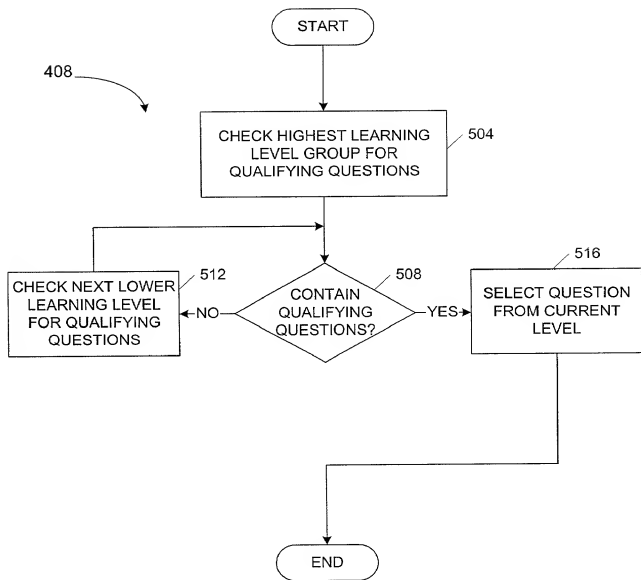 START
408
CHECK HIGHEST LEARNING
LEVEL GROUP FOR
QUALIFYING QUESTIONS
504
CHECK NEXT LOWER
LEARNING LEVEL
FOR QUALIFYING
QUESTIONS
512
NO
CONTAIN
QUALIFYING
QUESTIONS?
508
YES
516
SELECT QUESTION
FROM CURRENT
LEVEL
END